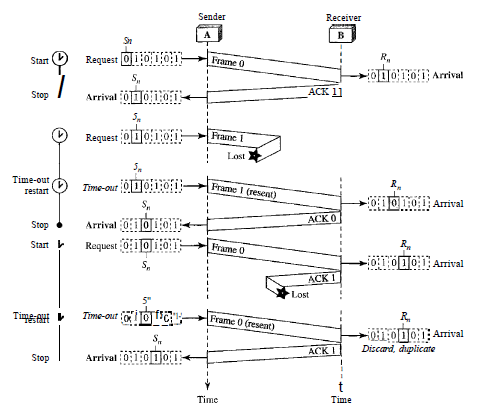 Sender Receiver
A B
Sn
Start Request 0 1 0 1 0 1 Frame 0 Rn
Sn 0 1 0 1 0 1 Arrival
Stop Arrival 0 1 0 1 0 1 ACK 1
Sn
Request 0 1 0 1 0 1 Frame 1
Lost
Time-out Sn
restart Time-out 0 1 0 1 0 1 Frame 1 (resent) Rn
Sn 0 1 0 1 0 1 Arrival
Stop Arrival 0 1 0 1 0 1 ACK 0
Start Request 0 1 0 1 0 1 Frame 0 Rn
Sn 0 1 0 1 0 1 Arrival
ACK 1
Lost
Time-out Time-out Frame 0 (resent) Rn
restart
Sn 0 1 0 1 0 1 Arrival
Discard, duplicate
Stop Arrival 0 1 0 1 0 1 ACK 1
t
Time Time